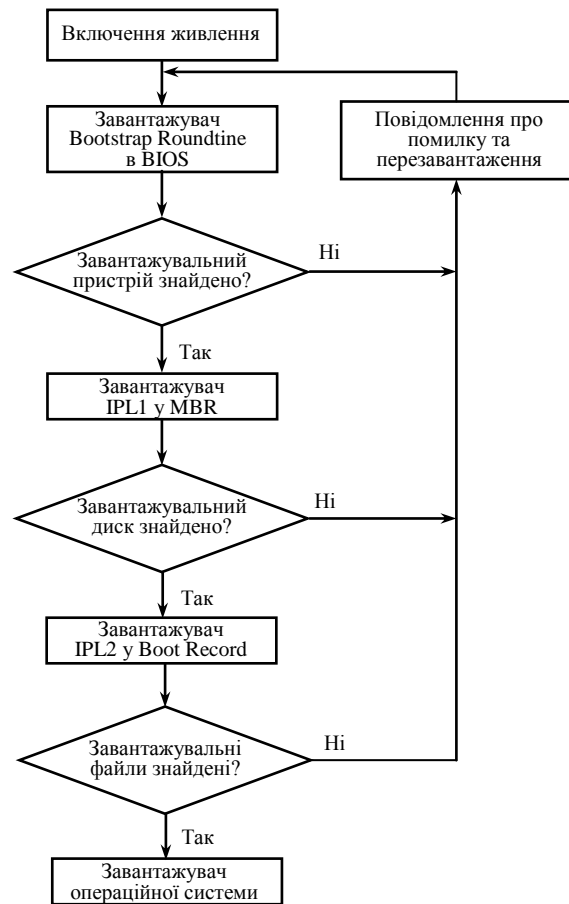 Включення живлення
Завантажувач
Bootstrap Roundtine
в BIOS
Повідомлення про
помилку та
перезавантаження
Завантажувальний
пристрій знайдено?
Ні
Так
Завантажувач
IPL1 у MBR
Завантажувальний
диск знайдено?
Ні
Так
Завантажувач
IPL2 у Boot Record
Завантажувальні
файли знайдені?
Ні
Так
Завантажувач
операційної системи